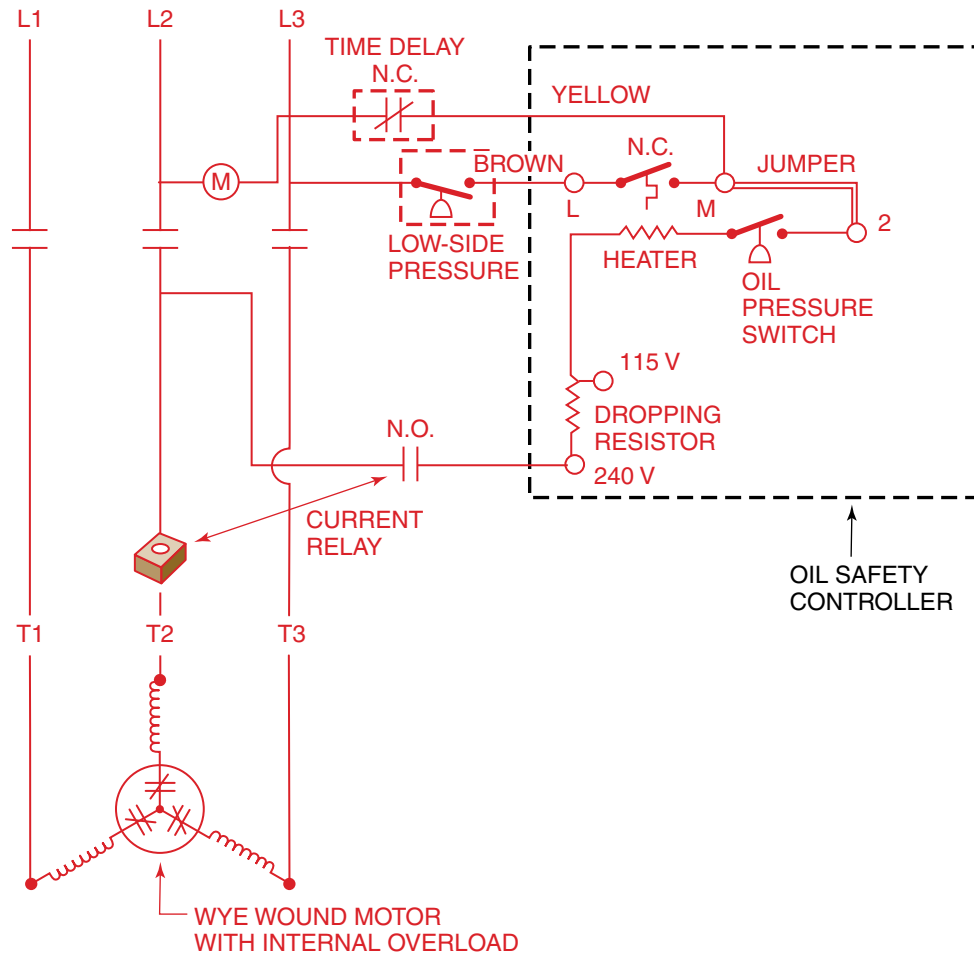 L1
L2
L3
TIME DELAY
N.C.
YELLOW
BROWN
N.C.
JUMPER
M
L
M
2
LOW-SIDE
PRESSURE
HEATER
OIL
PRESSURE
SWITCH
115 V
DROPPING
RESISTOR
N.O.
240 V
CURRENT
RELAY
OIL SAFETY
CONTROLLER
T1
T2
T3
WYE WOUND MOTOR
WITH INTERNAL OVERLOAD